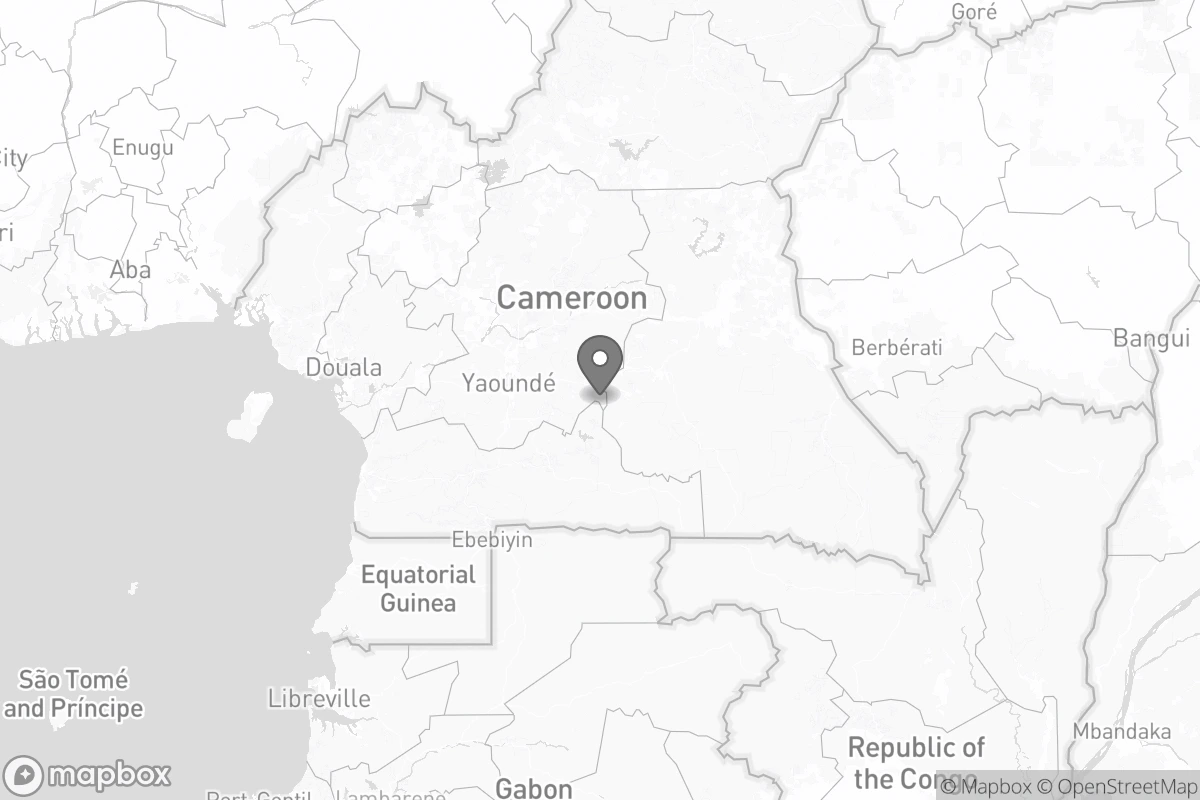 Goré
Enugu
City
ri
Aba
Cameroon
Bangui
Berbérati
Douala
Yaoundé
Ebebiyin
Equatorial
Guinea
São Tomé
and Príncipe
Libreville
Mbandaka
Republic of
the Congo
mapbox
Gabon
Port-Gentil
Lambaréné
© Mapbox © OpenStreetMap